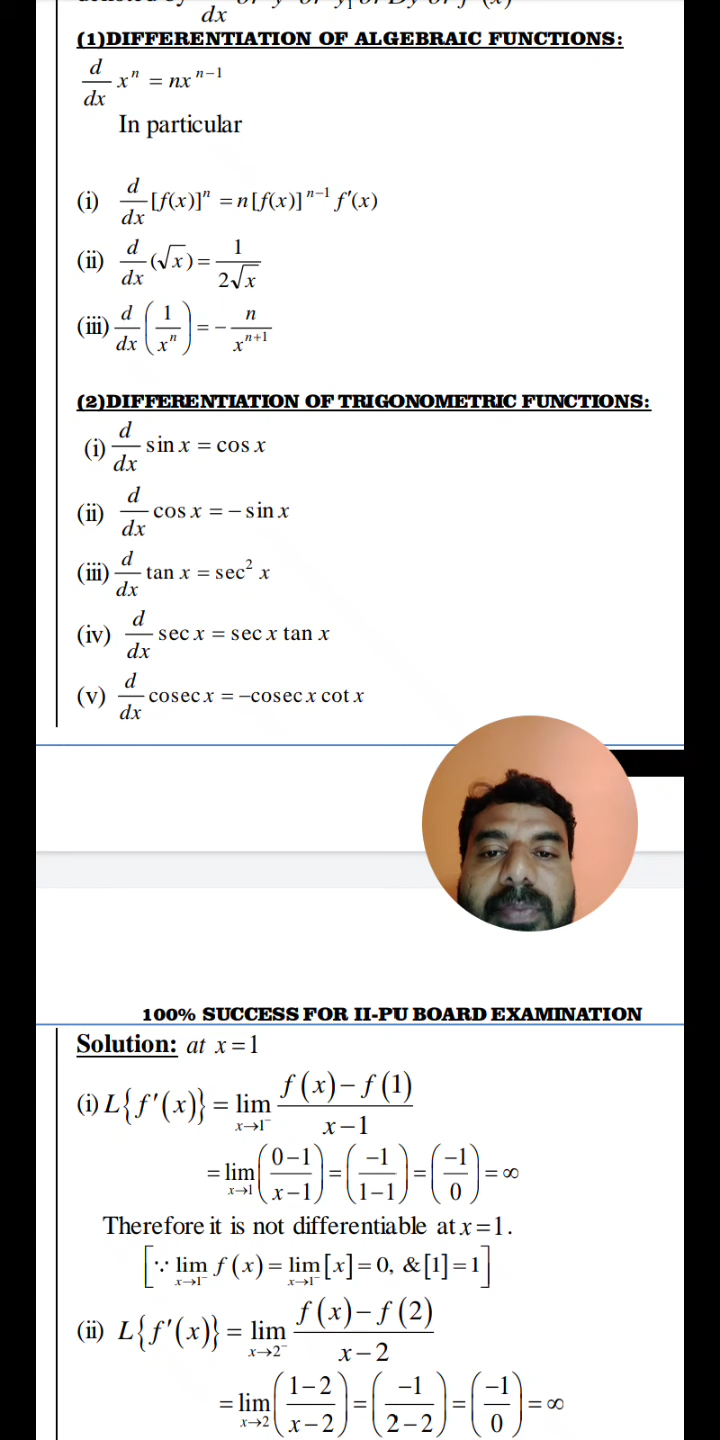 dx
(1)DIFFERENTIATION OF ALGEBRAIC FUNCTIONS:
d/dx x^n = nx^(n−1)
In particular
(i) d/dx [f(x)]^n = n[f(x)]^(n−1) f'(x)
(ii) d/dx (√x) = 1/(2√x)
(iii) d/dx (1/x^n) = − n/x^(n+1)
(2)DIFFERENTIATION OF TRIGONOMETRIC FUNCTIONS:
(i) d/dx sin x = cos x
(ii) d/dx cos x = − sin x
(iii) d/dx tan x = sec² x
(iv) d/dx sec x = sec x tan x
(v) d/dx cosec x = −cosec x cot x
100% SUCCESS FOR II-PU BOARD EXAMINATION
Solution: at x=1
(i) L{f'(x)} = lim x→1⁻ (f(x)−f(1))/(x−1)
= lim x→1 ((0−1)/(x−1)) = (−1/(1−1)) = (−1/0) = ∞
Therefore it is not differentiable at x=1.
[∵ lim x→1⁻ f(x) = lim x→1⁻ [x] = 0, &[1]=1]
(ii) L{f'(x)} = lim x→2⁻ (f(x)−f(2))/(x−2)
= lim x→2 ((1−2)/(x−2)) = (−1/(2−2)) = (−1/0) = ∞